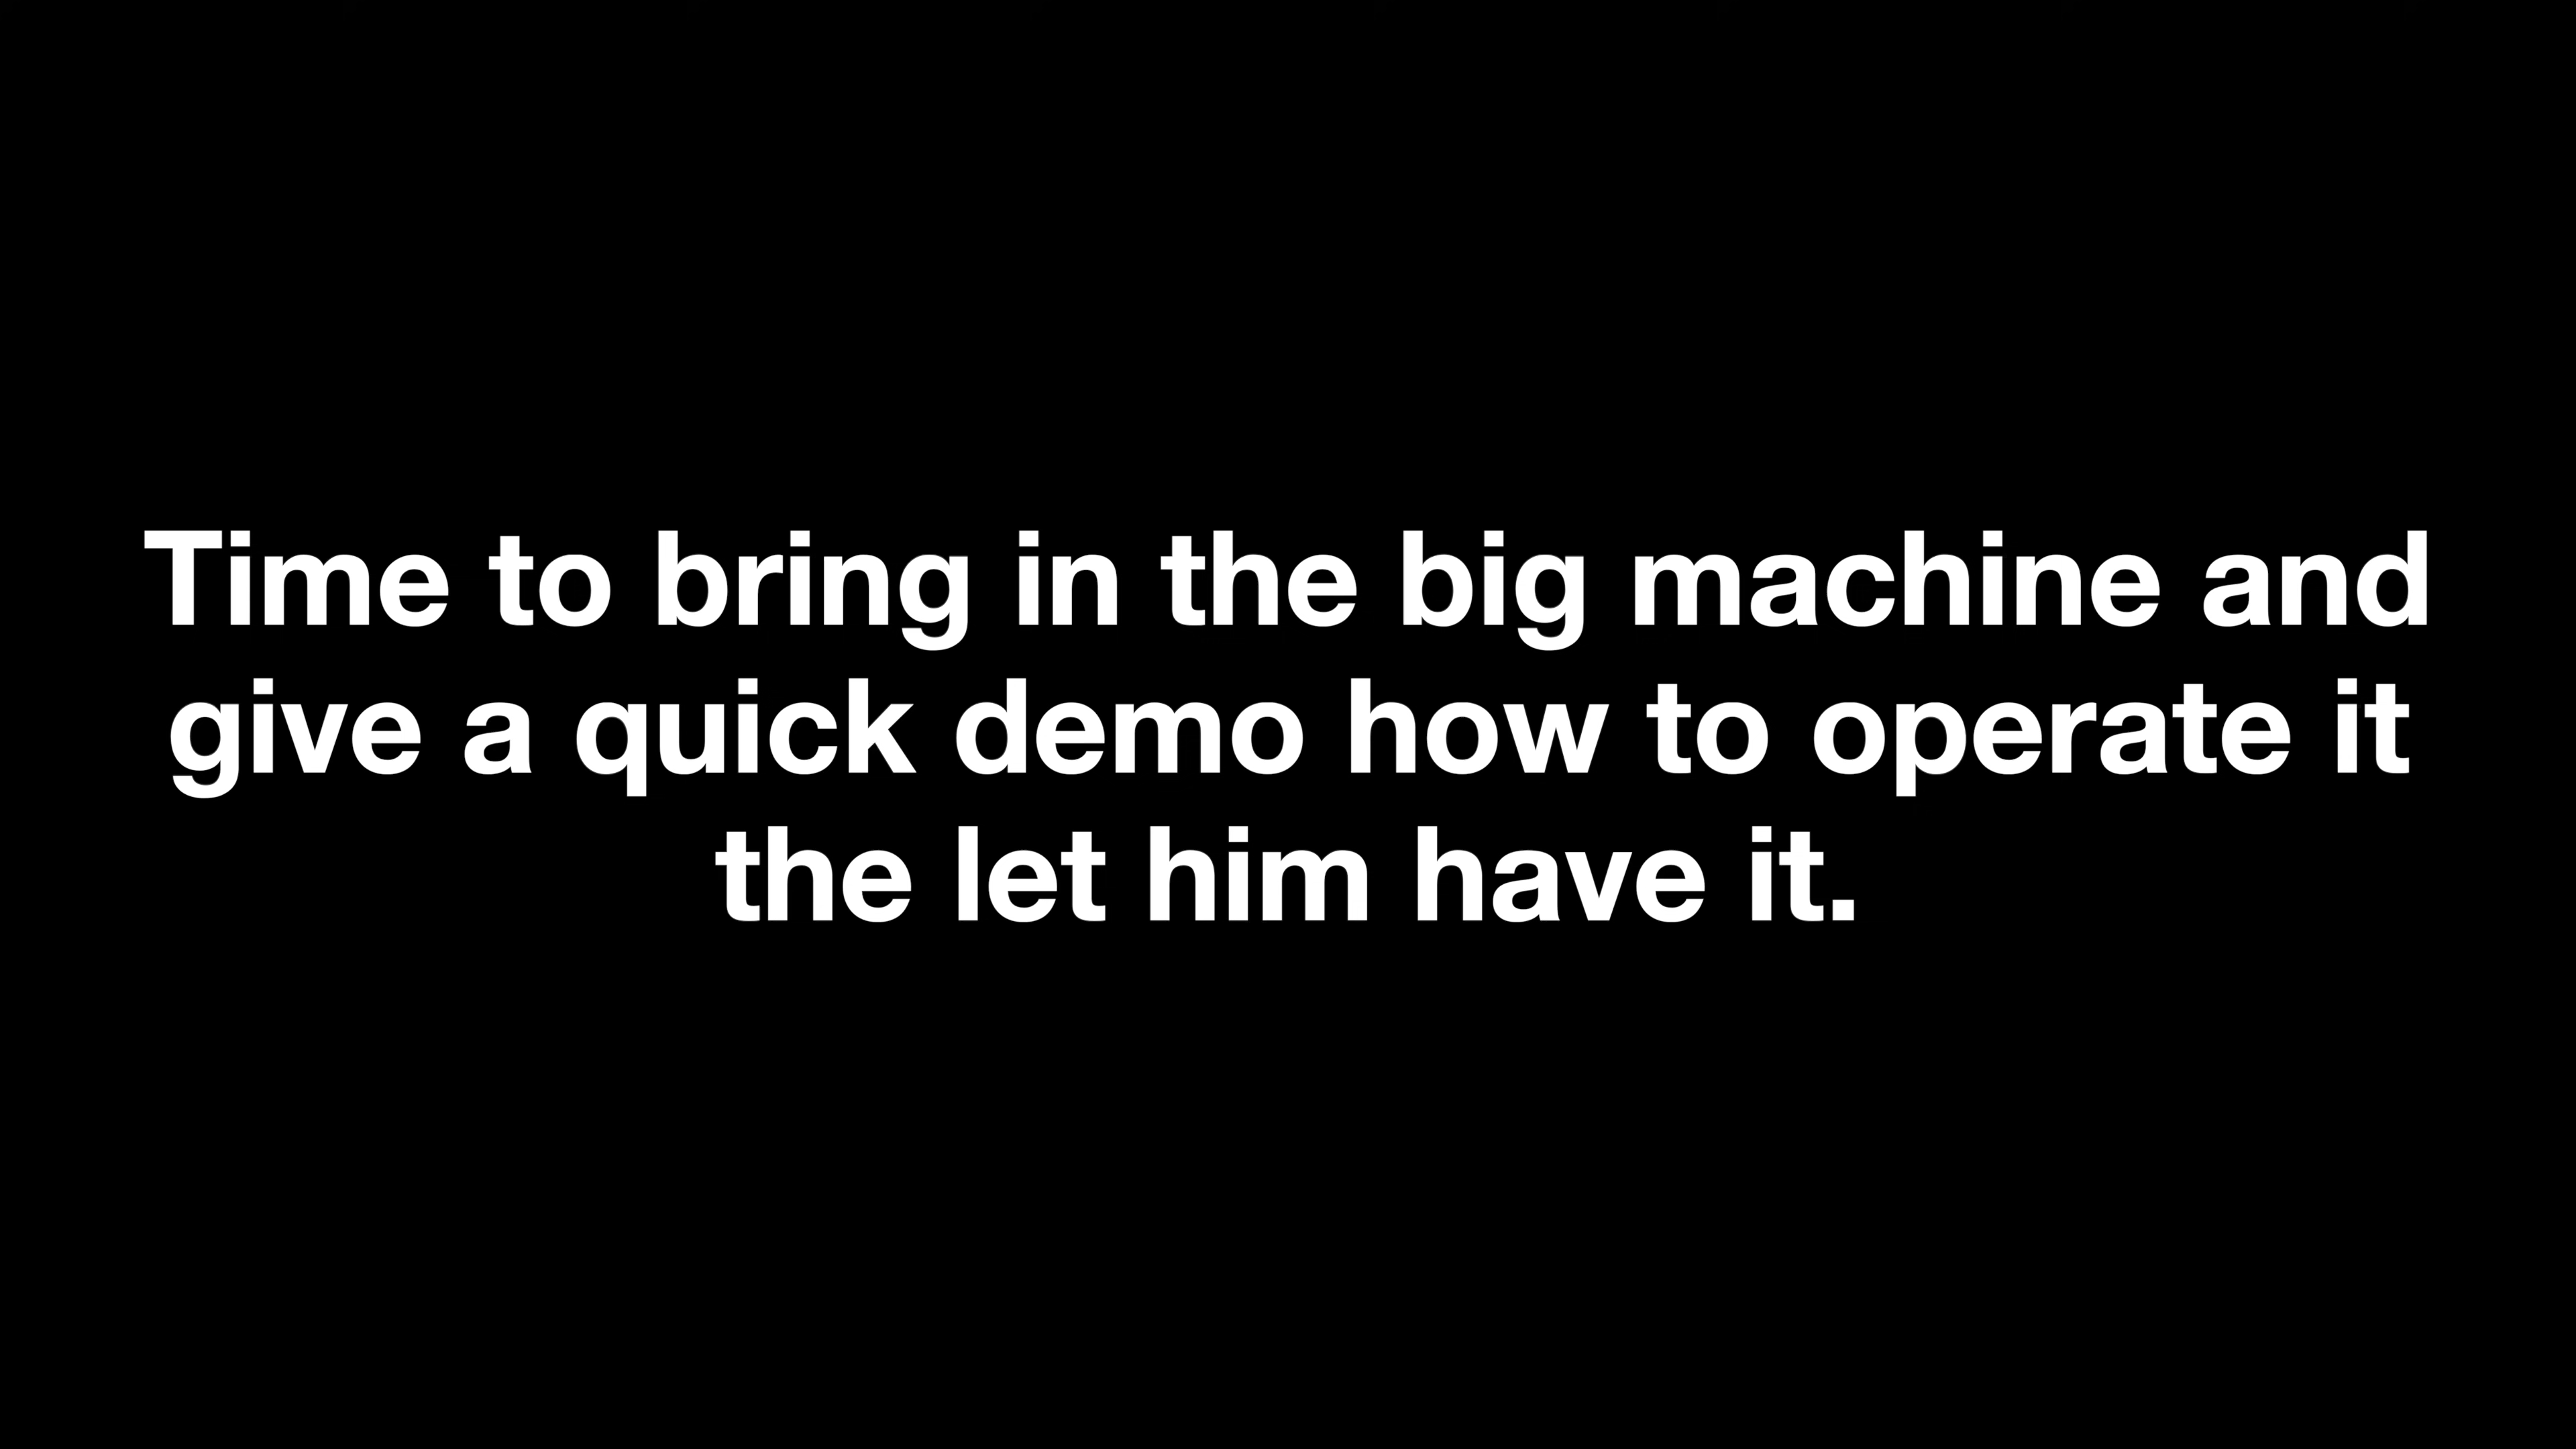 Time to bring in the big machine and
give a quick demo how to operate it
the let him have it.